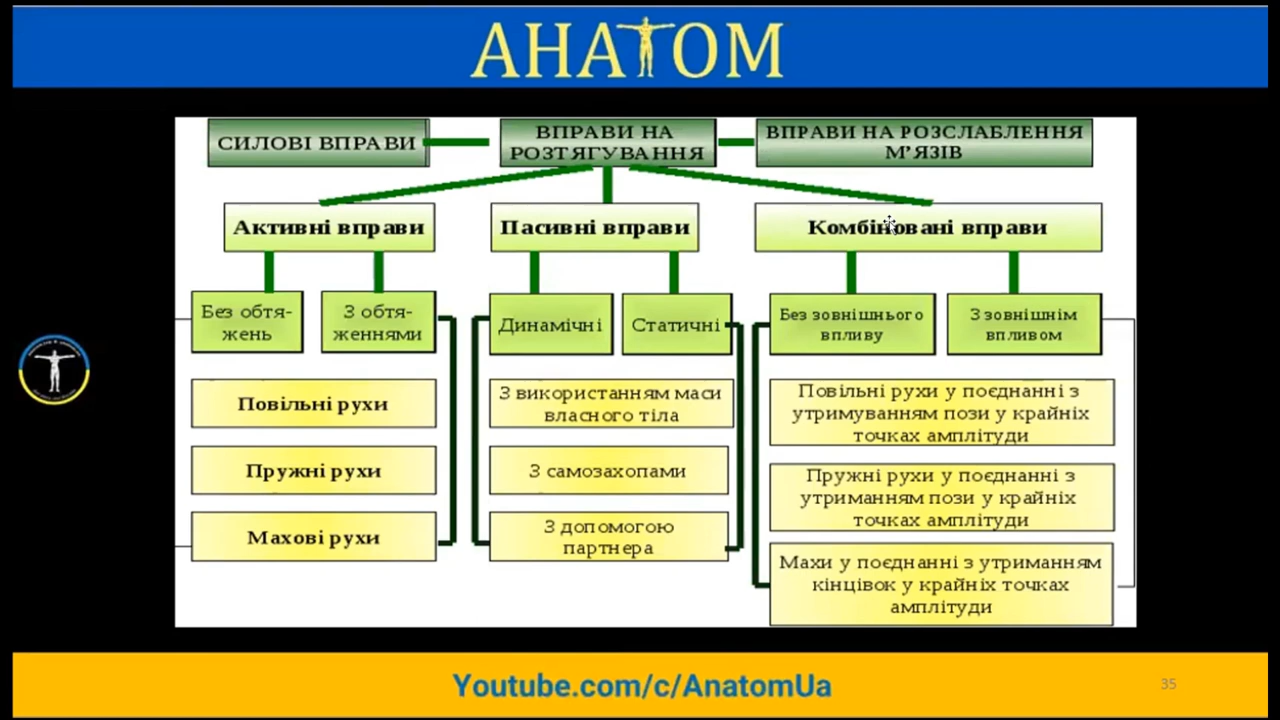 АНАТОМ
СИЛОВІ ВПРАВИ
ВПРАВИ НА
РОЗТЯГУВАННЯ
ВПРАВИ НА РОЗСЛАБЛЕННЯ
М’ЯЗІВ
Активні вправи
Пасивні вправи
Комбіновані вправи
Без обтя-
жень
З обтя-
женнями
Динамічні
Статичні
Без зовнішнього
впливу
З зовнішнім
впливом
Повільні рухи
Пружні рухи
Махові рухи
З використанням маси
власного тіла
З самозахопами
З допомогою
партнера
Повільні рухи у поєднанні з
утримуванням пози у крайніх
точках амплітуди
Пружні рухи у поєднанні з
утриманням пози у крайніх
точках амплітуди
Махи у поєднанні з утриманням
кінцівок у крайніх точках
амплітуди
Youtube.com/c/AnatomUa
35